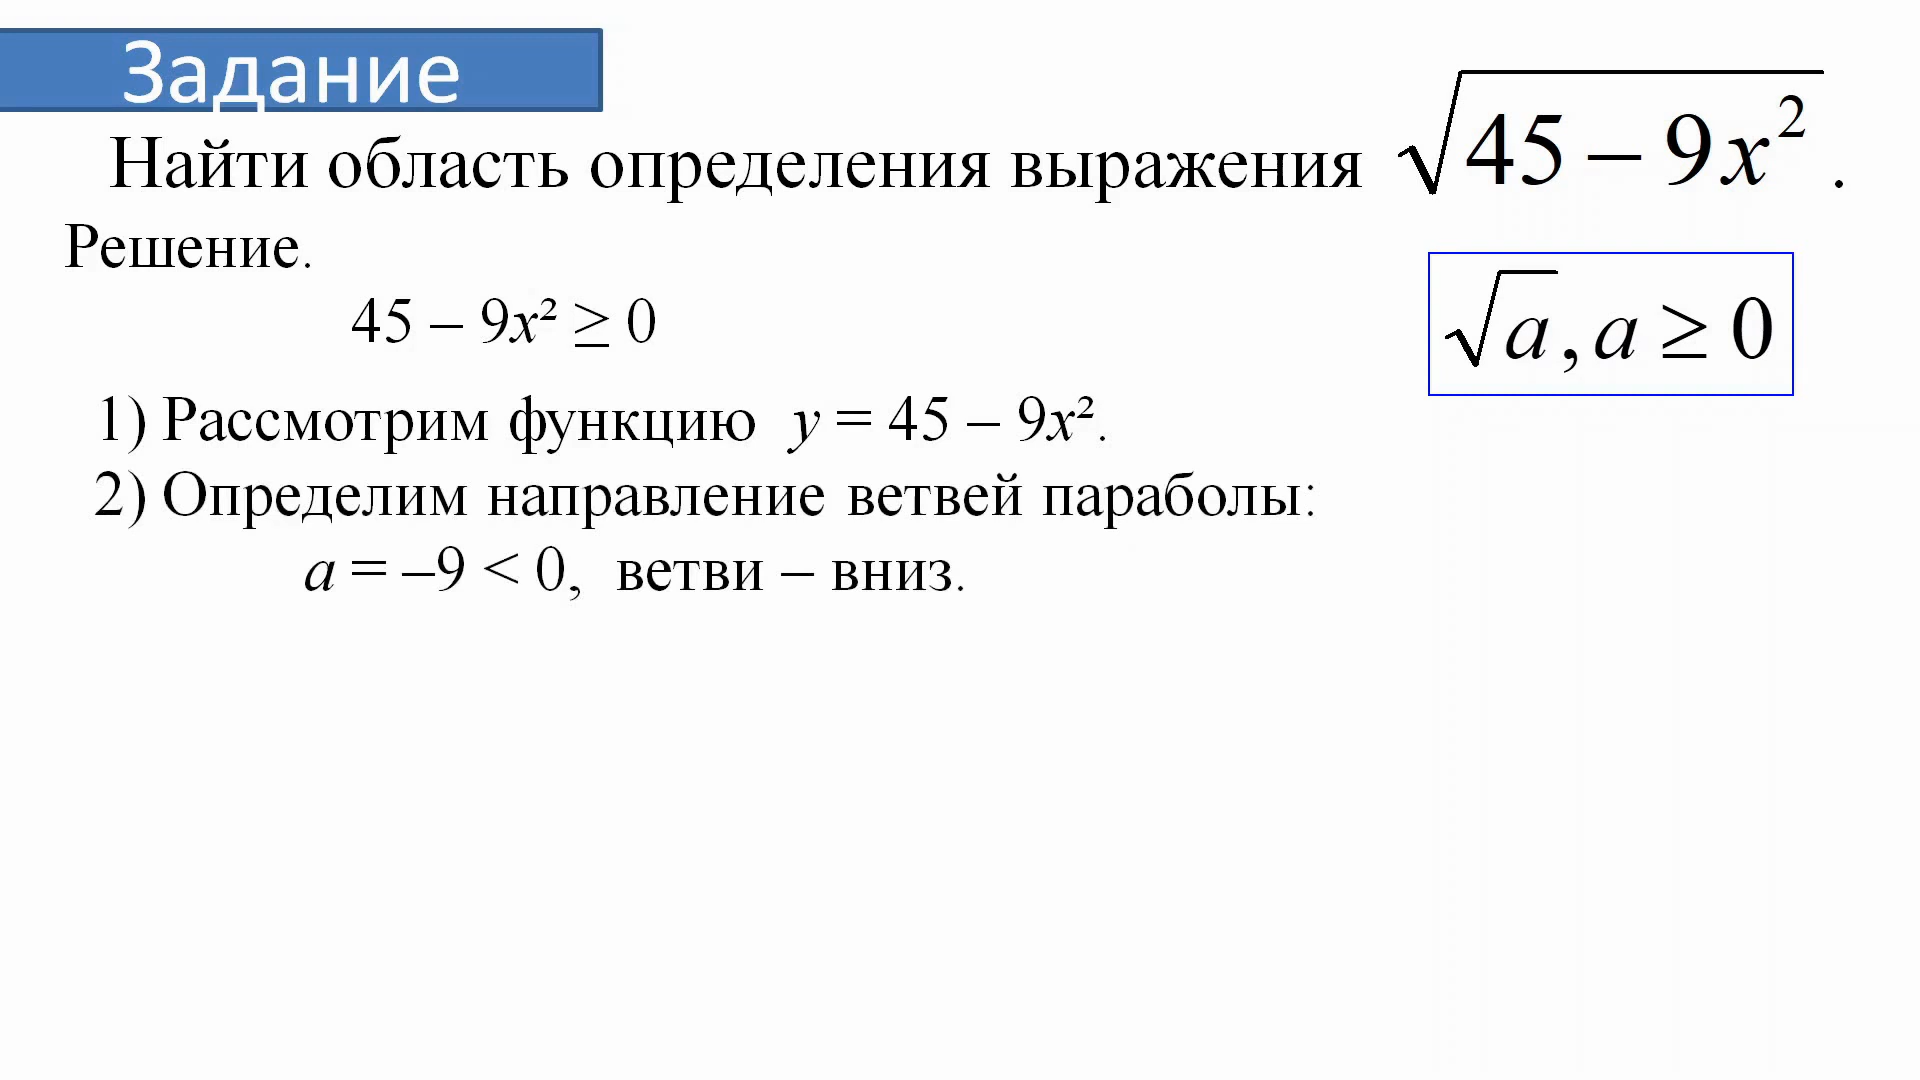 Задание
Найти область определения выражения √45 − 9x² .
Решение.
45 – 9x² ≥ 0
√a, a ≥ 0
1) Рассмотрим функцию y = 45 – 9x².
2) Определим направление ветвей параболы:
a = –9 < 0, ветви – вниз.